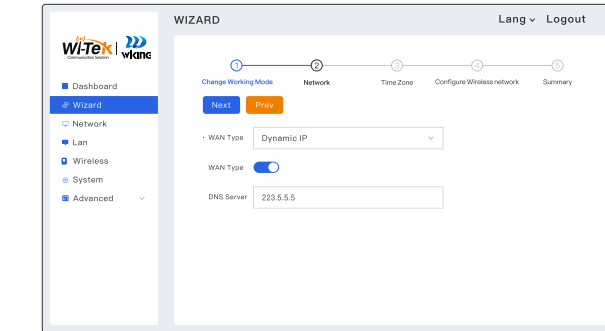 WIZARD
Lang Logout
Wi-Tek
Communication Solution
wking
Dashboard
Wizard
Network
Lan
Wireless
System
Advanced
1 2 3 4 5
Change Working Mode Network Time Zone Configure Wireless network Summary
Next Prev
· WAN Type Dynamic IP
WAN Type
DNS Server 223.5.5.5